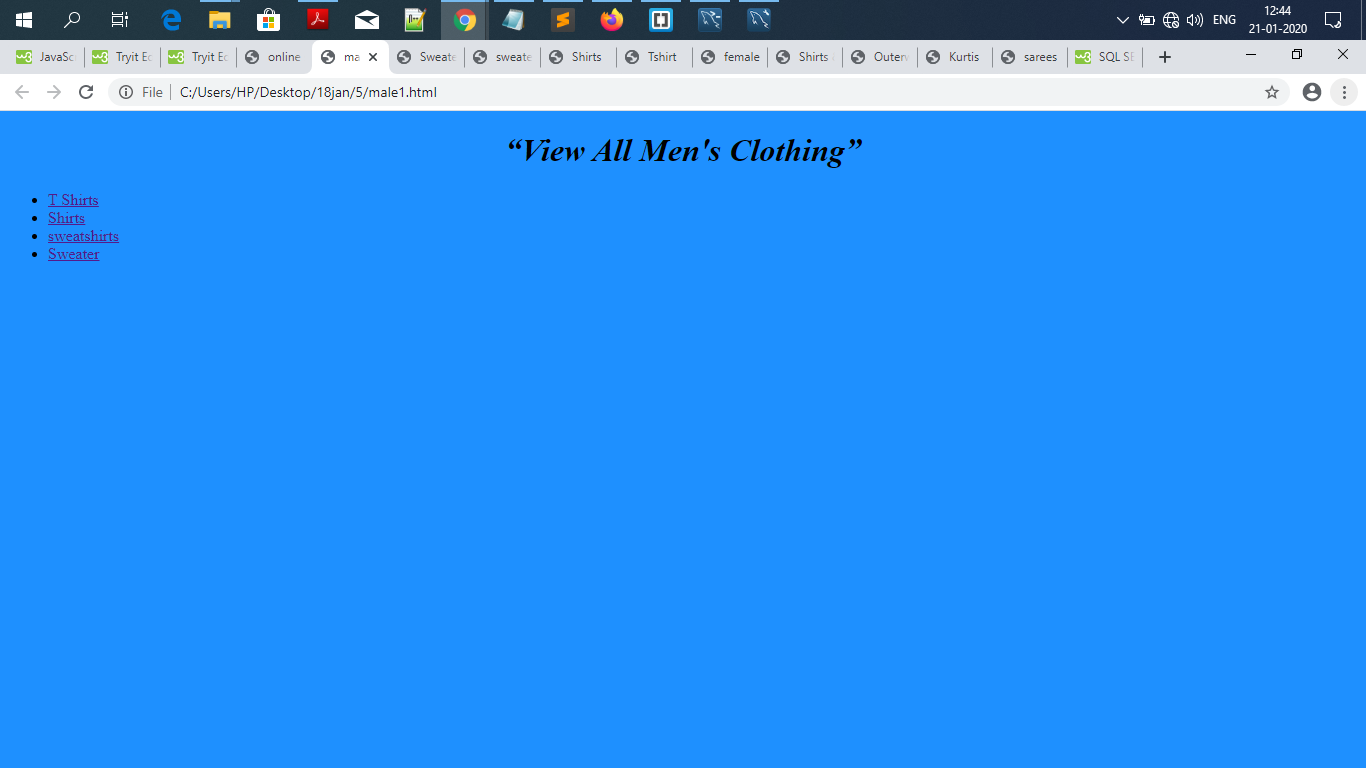 ENG
12:44
21-01-2020
JavaSc
Tryit Ec
Tryit Ec
online
ma
Sweate
sweate
Shirts
Tshirt
female
Shirts
Outerv
Kurtis
sarees
SQL SE
File
C:/Users/HP/Desktop/18jan/5/male1.html
“View All Men's Clothing”
T Shirts
Shirts
sweatshirts
Sweater